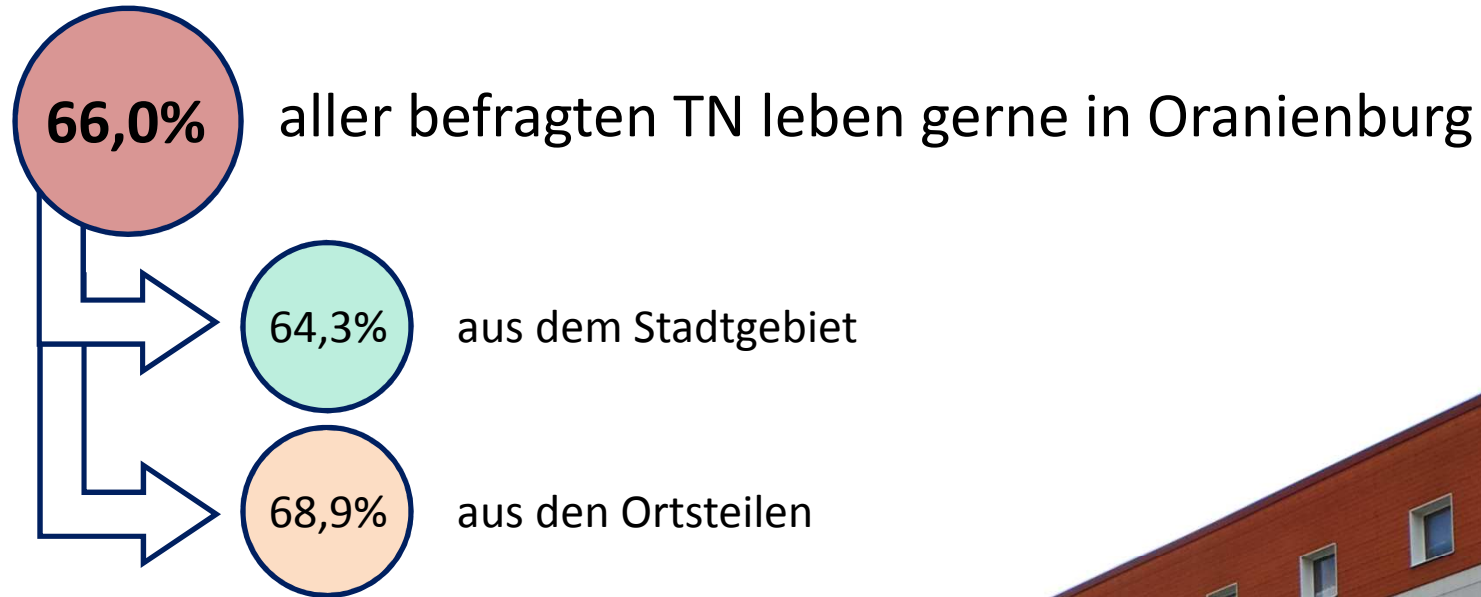 66,0% aller befragten TN leben gerne in Oranienburg
64,3% aus dem Stadtgebiet
68,9% aus den Ortsteilen